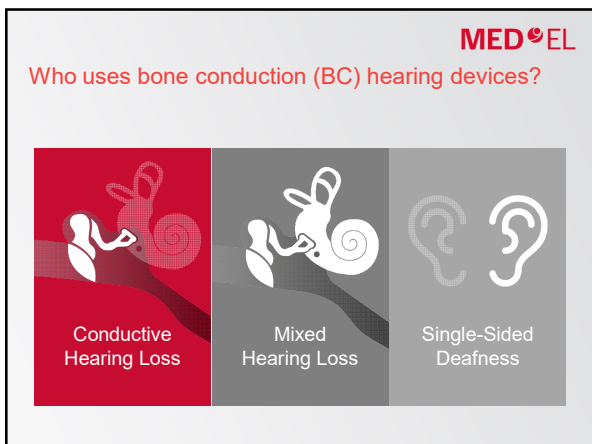 MED EL
Who uses bone conduction (BC) hearing devices?
Conductive
Hearing Loss
Mixed
Hearing Loss
Single-Sided
Deafness